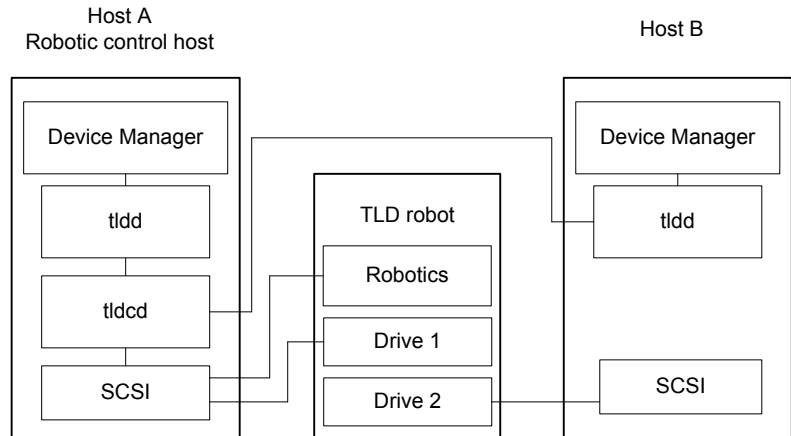 Host A
Robotic control host
Host B
Device Manager
tldd
tldcd
SCSI
TLD robot
Robotics
Drive 1
Drive 2
Device Manager
tldd
SCSI